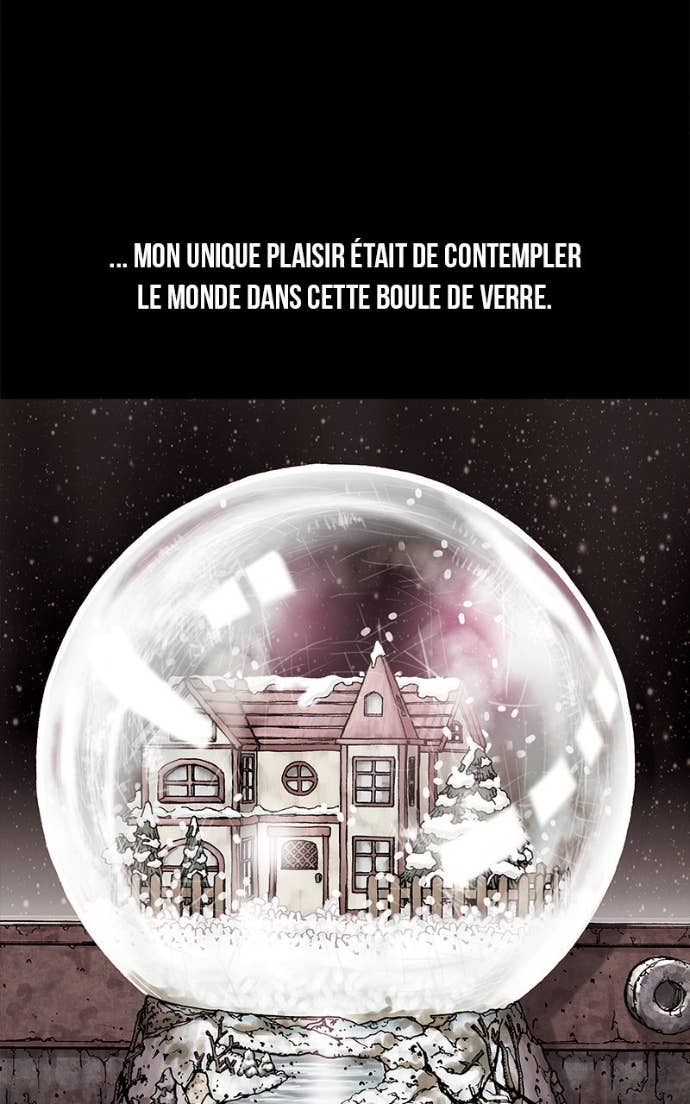 ... MON UNIQUE PLAISIR ÉTAIT DE CONTEMPLER
LE MONDE DANS CETTE BOULE DE VERRE.